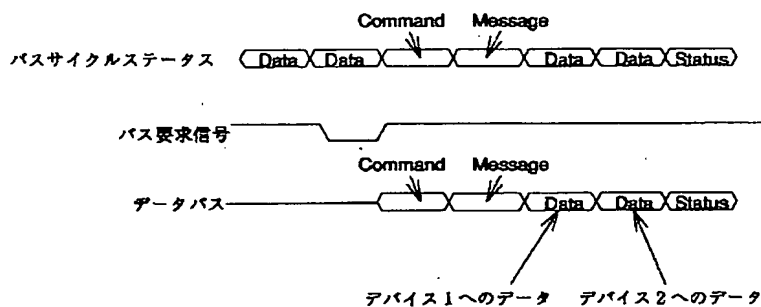 Command Message
バスサイクルステータス Data Data Data Data Status
バス要求信号
Command Message
データバス Data Data Status
デバイス1へのデータ デバイス2へのデータ